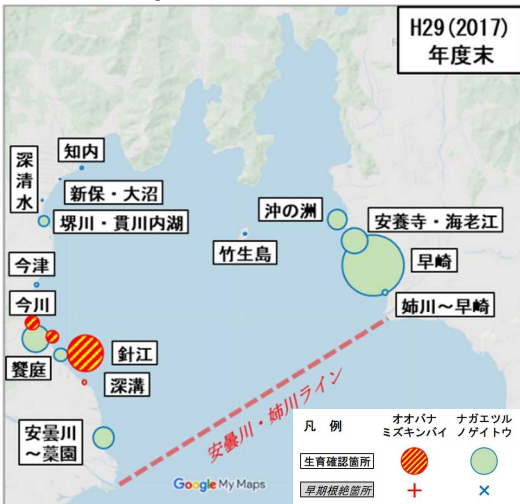 H29(2017)
年度末
知内
深清水
新保・大沼
堺川・貫川内湖
沖の洲
安養寺・海老江
竹生島
早崎
今津
姉川～早崎
今川
針江
饗庭
深溝
安曇川・姉川ライン
安曇川
～藁園
凡 例
オオバナ
ミズキンバイ
ナガエツル
ノゲイトウ
生育確認箇所
早期根絶箇所
Google My Maps